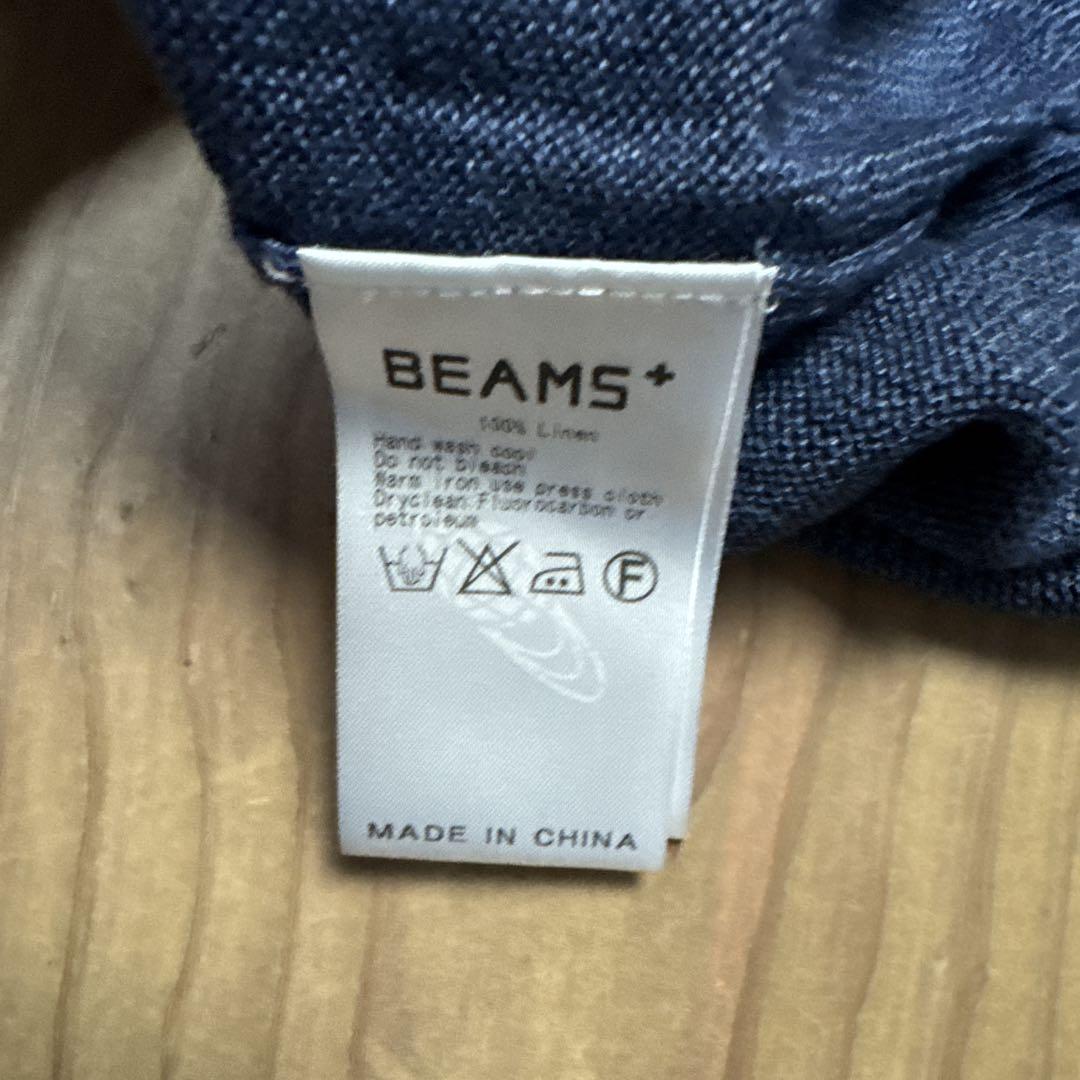 BEAMS+
100% Linen
Hand wash cool
Do not bleach
Warm iron use press cloth
Dryclean Fluorocarbon or
petroleum
F
MADE IN CHINA